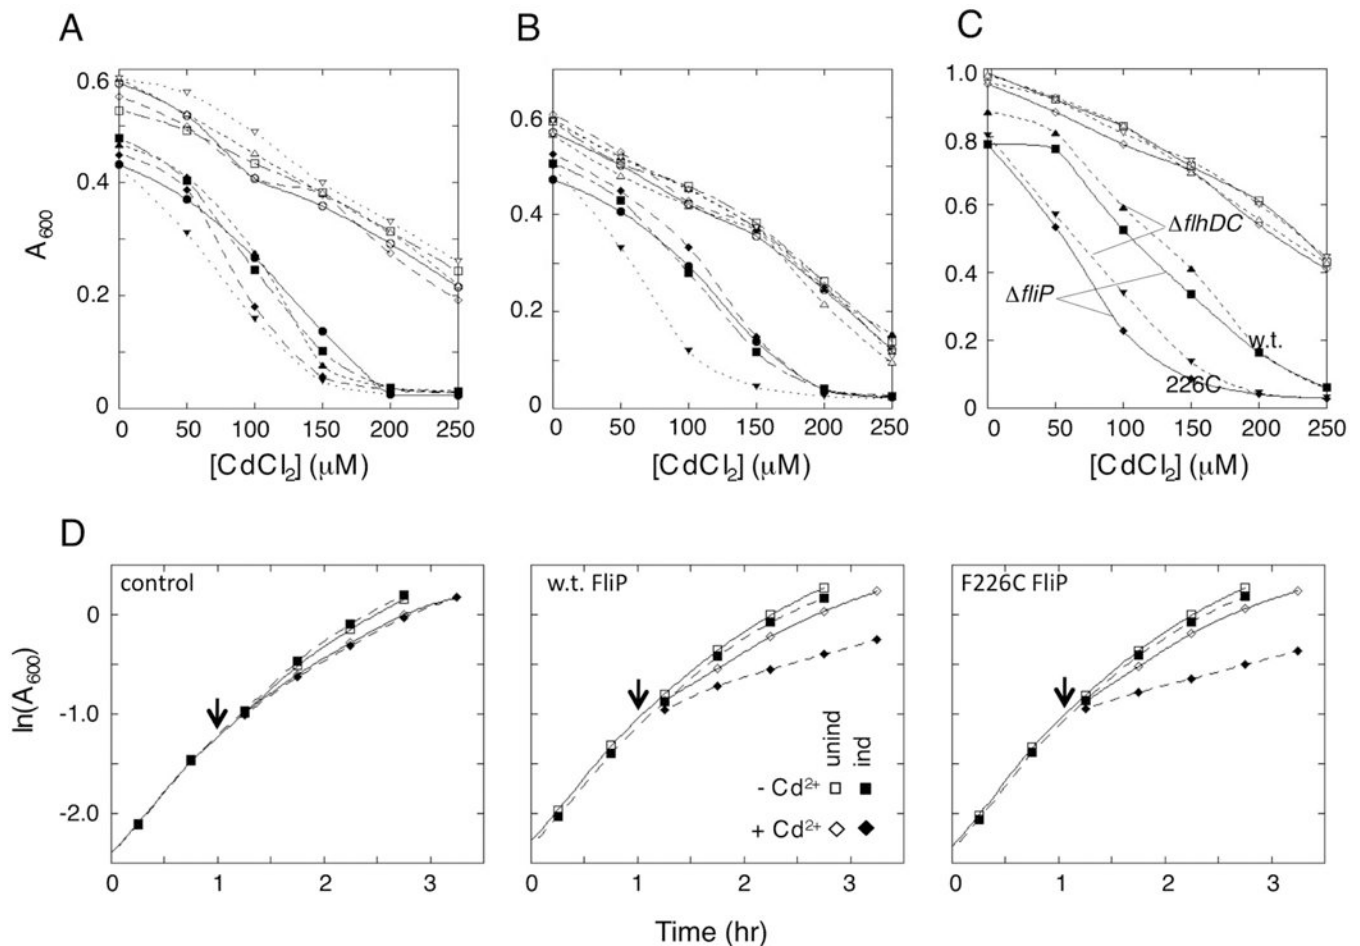 A
B
C
0.6
0.4
0.2
0
A600
0 50 100 150 200 250
[CdCl2] (μM)
0.6
0.4
0.2
0
0 50 100 150 200 250
[CdCl2] (μM)
1.0
0.8
0.6
0.4
0.2
0
ΔflhDC
ΔfliP
w.t.
226C
0 50 100 150 200 250
[CdCl2] (μM)
D
control
w.t. FliP
F226C FliP
0
-1.0
-2.0
ln(A600)
unind
ind
- Cd2+
+ Cd2+
0 1 2 3
0 1 2 3
0 1 2 3
Time (hr)